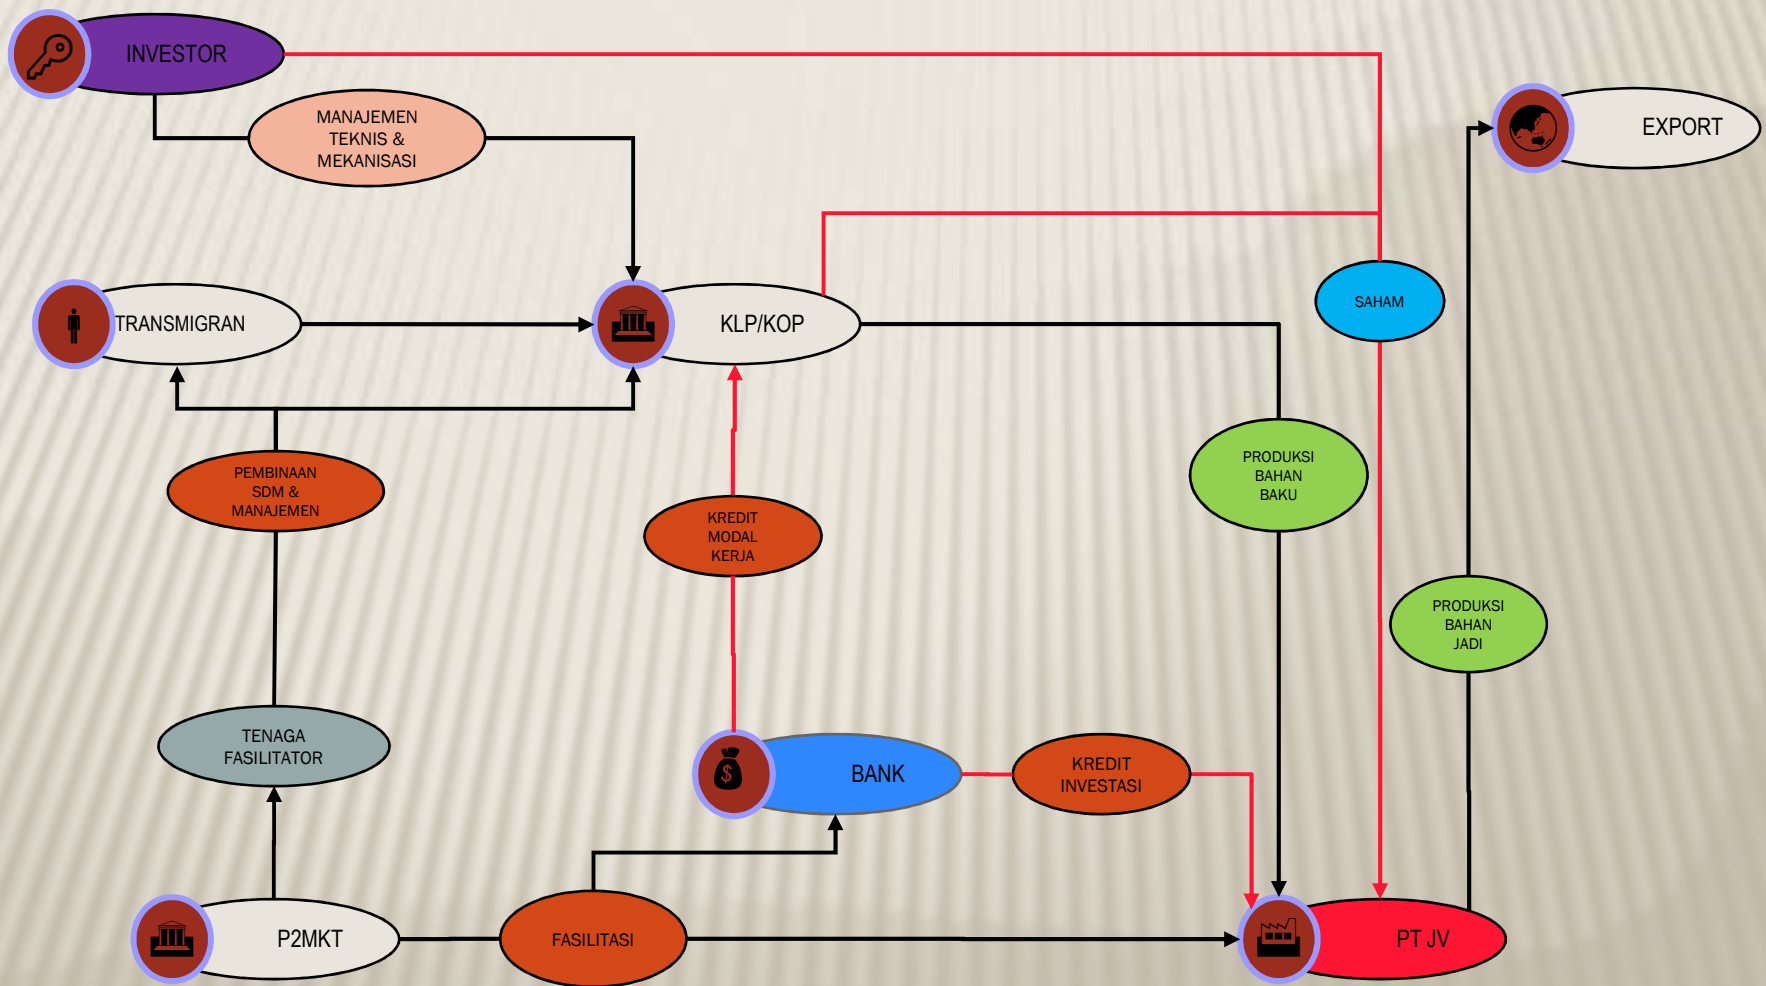 INVESTOR
MANAJEMEN
TEKNIS &
MEKANISASI
EXPORT
TRANSMIGRAN
KLP/KOP
SAHAM
PEMBINAAN
SDM &
MANAJEMEN
KREDIT
MODAL
KERJA
PRODUKSI
BAHAN
BAKU
PRODUKSI
BAHAN
JADI
TENAGA
FASILITATOR
$
BANK
KREDIT
INVESTASI
P2MKT
FASILITASI
PT JV